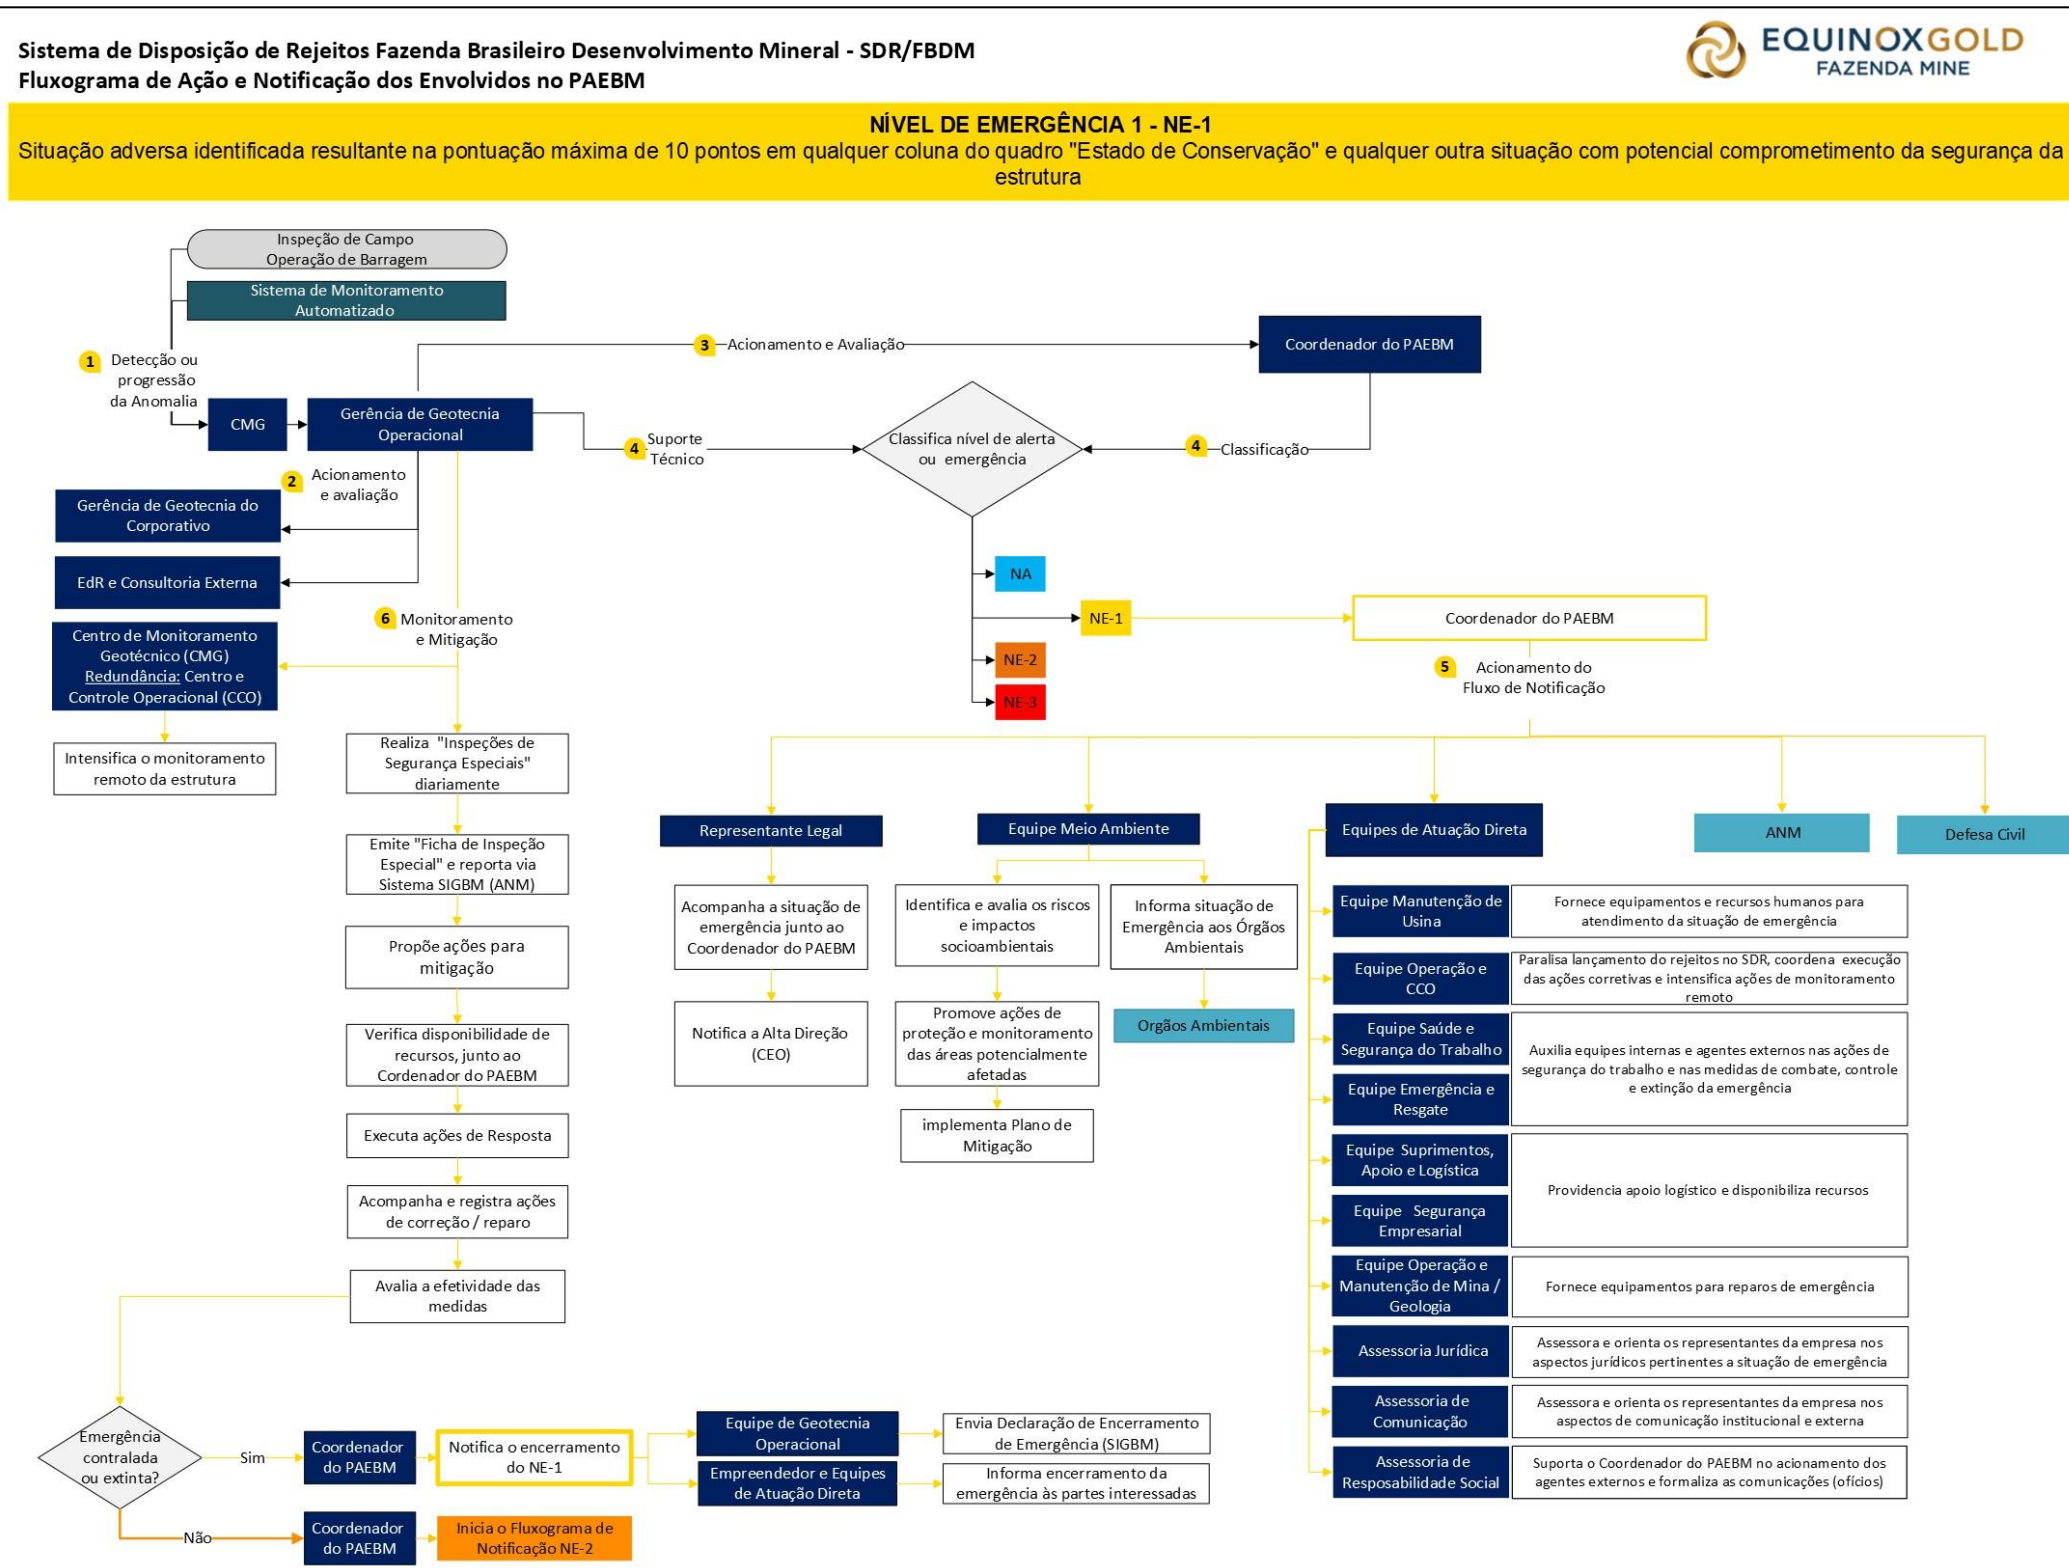 Sistema de Disposição de Rejeitos Fazenda Brasileiro Desenvolvimento Mineral - SDR/FBDM
Fluxograma de Ação e Notificação dos Envolvidos no PAEBM
EQUINOXGOLD
FAZENDA MINE
NÍVEL DE EMERGÊNCIA 1 - NE-1
Situação adversa identificada resultante na pontuação máxima de 10 pontos em qualquer coluna do quadro "Estado de Conservação" e qualquer outra situação com potencial comprometimento da segurança da
estrutura
Inspeção de Campo
Operação de Barragem
Sistema de Monitoramento
Automatizado
1
Detecção ou
progressão
da Anomalia
CMG
Gerência de Geotecnia
Operacional
3
Acionamento e Avaliação
Coordenador do PAEBM
4
Suporte
Técnico
Classifica nível de alerta
ou emergência
4
Classificação
2
Acionamento
e avaliação
Gerência de Geotecnia do
Corporativo
EdR e Consultoria Externa
6
Monitoramento
e Mitigação
Centro de Monitoramento
Geotécnico (CMG)
Redundância: Centro e
Controle Operacional (CCO)
Intensifica o monitoramento
remoto da estrutura
NA
NE-1
NE-2
NE-3
Coordenador do PAEBM
5
Acionamento do
Fluxo de Notificação
Realiza "Inspeções de
Segurança Especiais"
diariamente
Emite "Ficha de Inspeção
Especial" e reporta via
Sistema SIGBM (ANM)
Propõe ações para
mitigação
Verifica disponibilidade de
recursos, junto ao
Cordenador do PAEBM
Executa ações de Resposta
Acompanha e registra ações
de correção / reparo
Avalia a efetividade das
medidas
Representante Legal
Acompanha a situação de
emergência junto ao
Coordenador do PAEBM
Notifica a Alta Direção
(CEO)
Equipe Meio Ambiente
Identifica e avalia os riscos
e impactos
socioambientais
Promove ações de
proteção e monitoramento
das áreas potencialmente
afetadas
implementa Plano de
Mitigação
Informa situação de
Emergência aos Órgãos
Ambientais
Orgãos Ambientais
Equipes de Atuação Direta
ANM
Defesa Civil
Equipe Manutenção de
Usina
Fornece equipamentos e recursos humanos para
atendimento da situação de emergência
Equipe Operação e
CCO
Paralisa lançamento do rejeitos no SDR, coordena execução
das ações corretivas e intensifica ações de monitoramento
remoto
Equipe Saúde e
Segurança do Trabalho
Equipe Emergência e
Resgate
Auxilia equipes internas e agentes externos nas ações de
segurança do trabalho e nas medidas de combate, controle
e extinção da emergência
Equipe Suprimentos,
Apoio e Logística
Equipe Segurança
Empresarial
Providencia apoio logístico e disponibiliza recursos
Equipe Operação e
Manutenção de Mina /
Geologia
Fornece equipamentos para reparos de emergência
Assessoria Jurídica
Assessora e orienta os representantes da empresa nos
aspectos jurídicos pertinentes a situação de emergência
Assessoria de
Comunicação
Assessora e orienta os representantes da empresa nos
aspectos de comunicação institucional e externa
Assessoria de
Resposabilidade Social
Suporta o Coordenador do PAEBM no acionamento dos
agentes externos e formaliza as comunicações (ofícios)
Emergência
contralada
ou extinta?
Sim
Coordenador
do PAEBM
Notifica o encerramento
do NE-1
Equipe de Geotecnia
Operacional
Envia Declaração de Encerramento
de Emergência (SIGBM)
Empreendedor e Equipes
de Atuação Direta
Informa encerramento da
emergência às partes interessadas
Não
Coordenador
do PAEBM
Inicia o Fluxograma de
Notificação NE-2